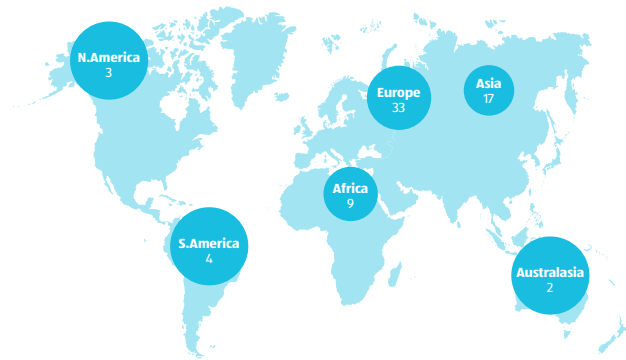 N.America
3
Europe
33
Asia
17
Africa
9
S.America
4
Australasia
2